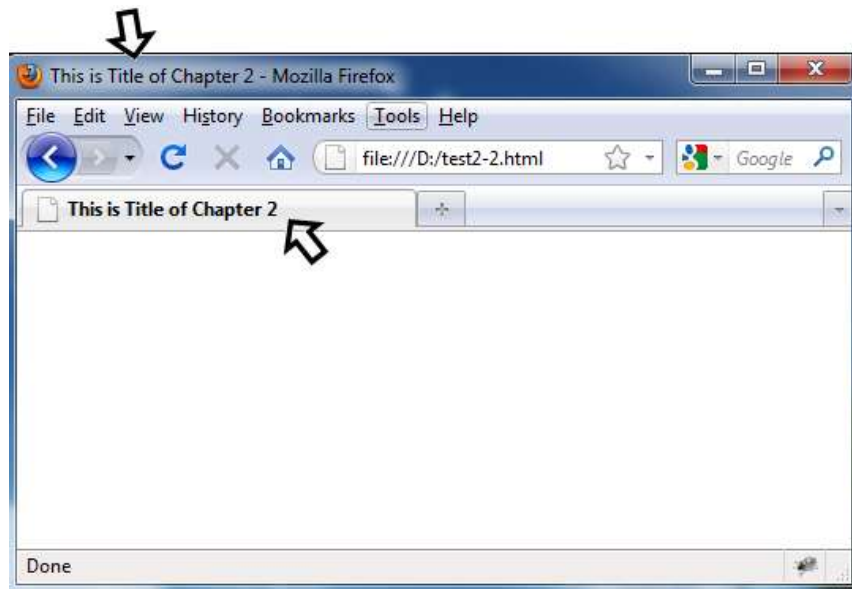 This is Title of Chapter 2 - Mozilla Firefox
File Edit View History Bookmarks Tools Help
file:///D:/test2-2.html Google
This is Title of Chapter 2
Done